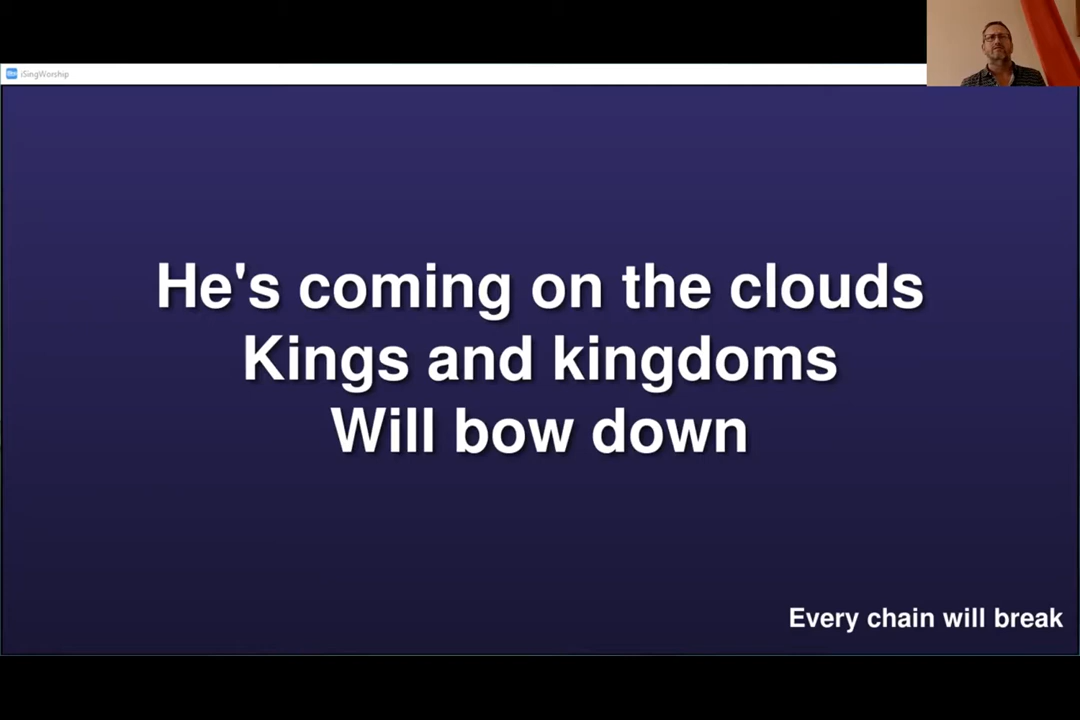 iSingWorship
He's coming on the clouds
Kings and kingdoms
Will bow down
Every chain will break